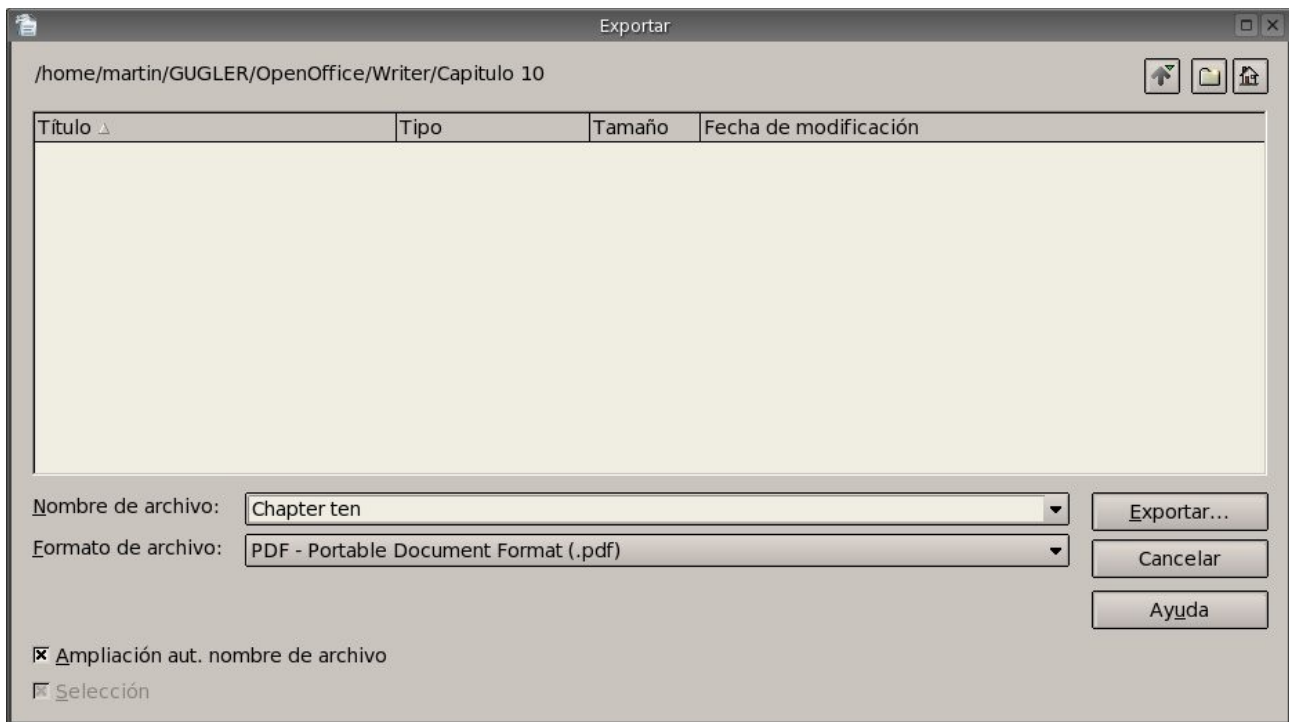 Exportar
/home/martin/GUGLER/OpenOffice/Writer/Capitulo 10
Título Tipo Tamaño Fecha de modificación
Nombre de archivo: Chapter ten Exportar...
Formato de archivo: PDF - Portable Document Format (.pdf)
Cancelar
Ayuda
Ampliación aut. nombre de archivo
Selección